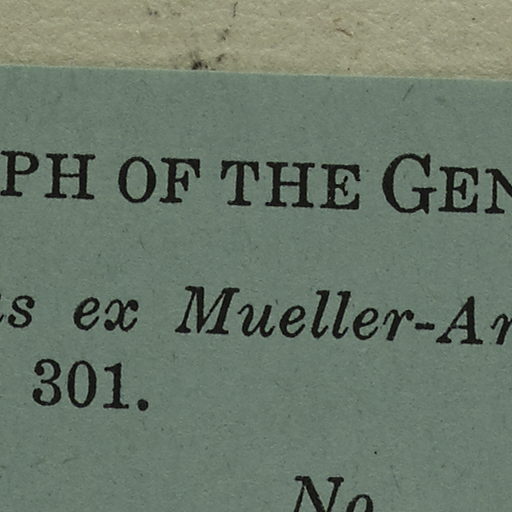 PH OF THE GEN
s ex Mueller-Ar
301.
No